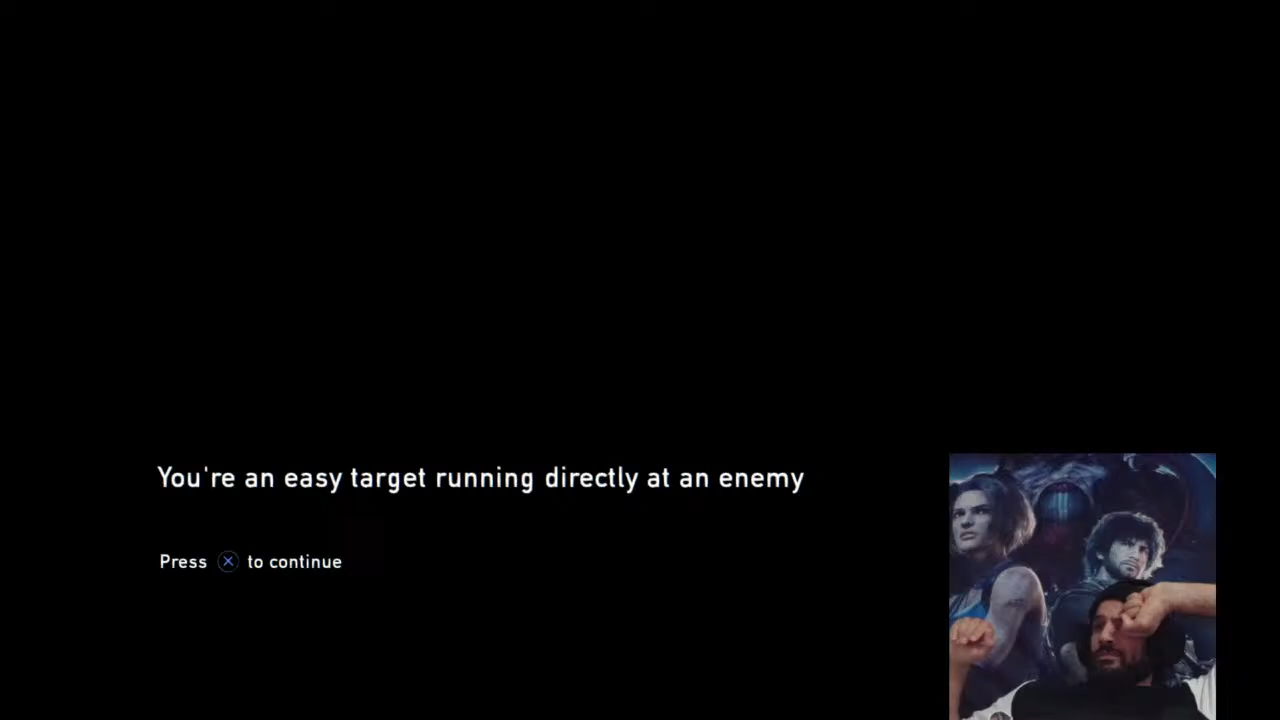 You're an easy target running directly at an enemy
Press ⓧ to continue